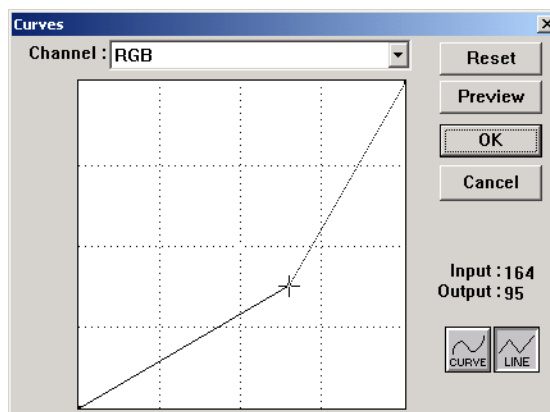 Curves
Channel : RGB
Reset
Preview
OK
Cancel
Input : 164
Output : 95
CURVE
LINE